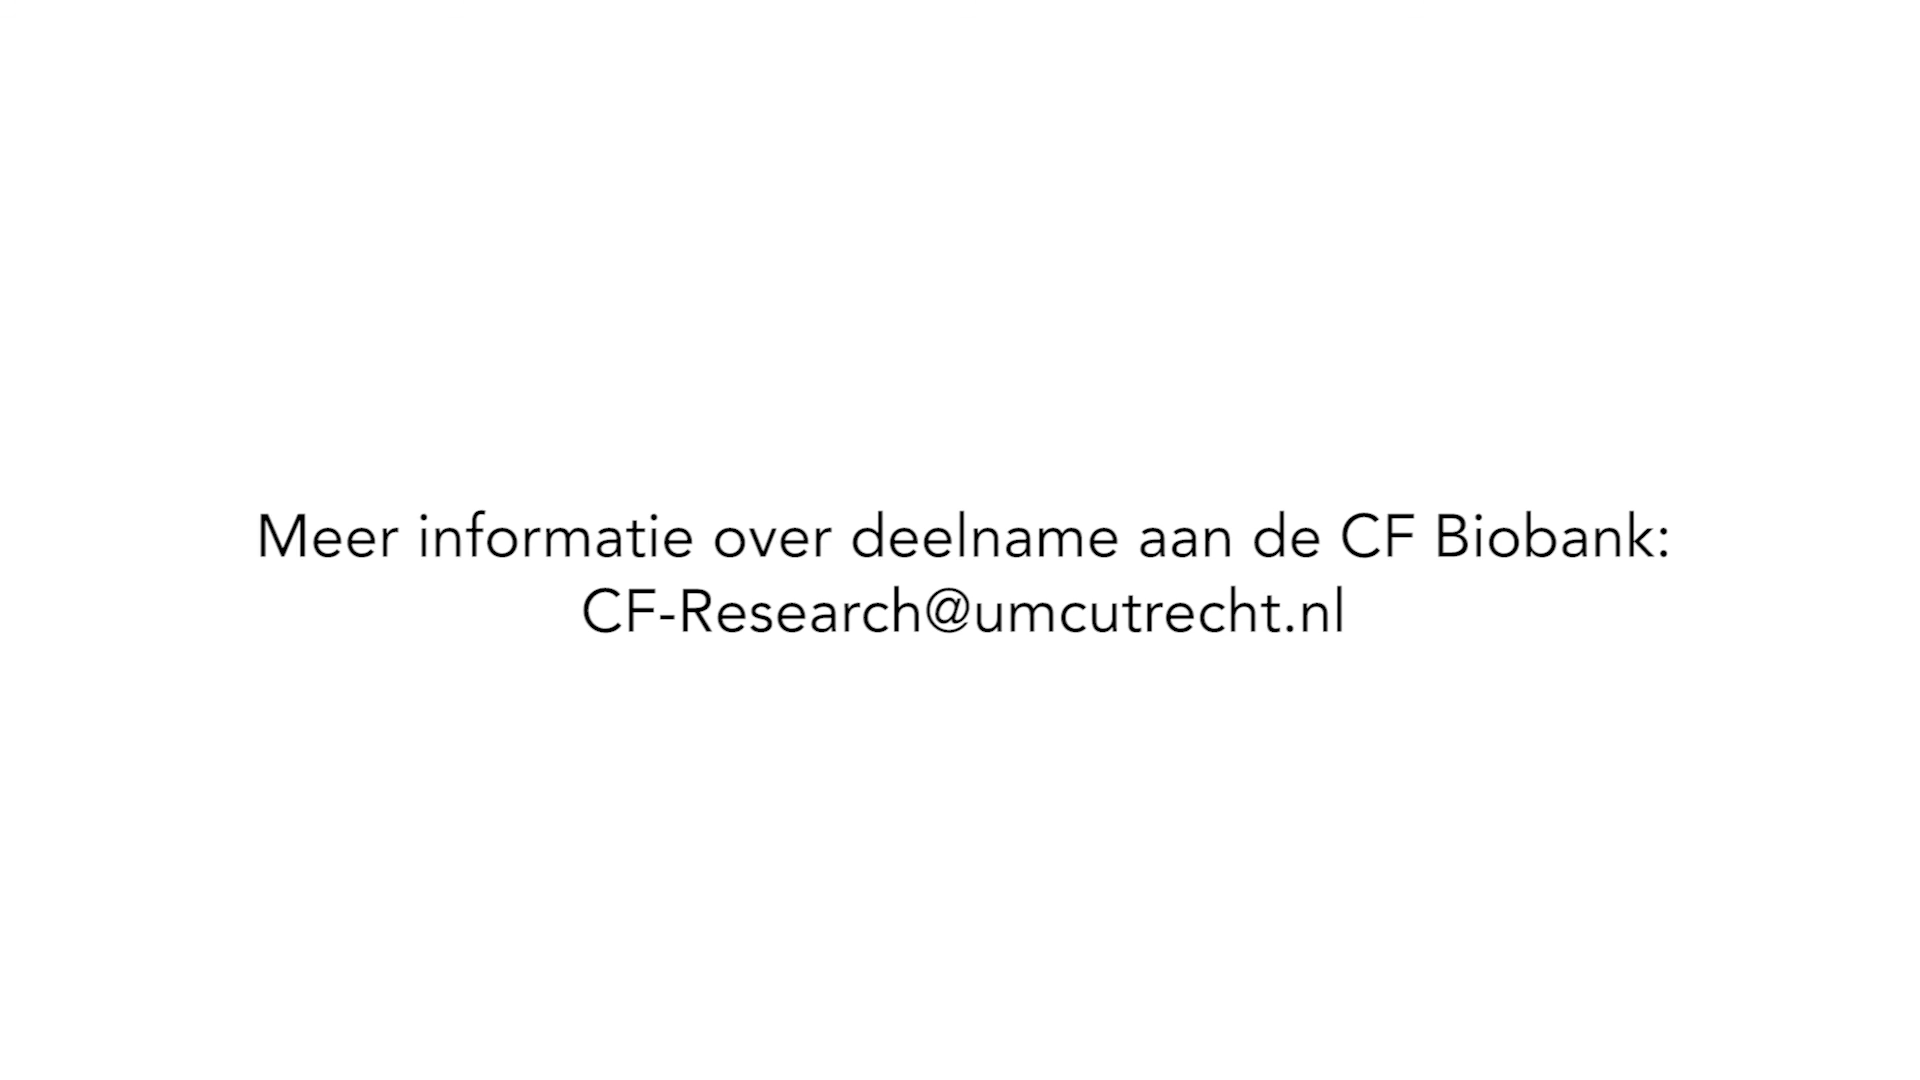 Meer informatie over deelname aan de CF Biobank:
CF-Research@umcutrecht.nl